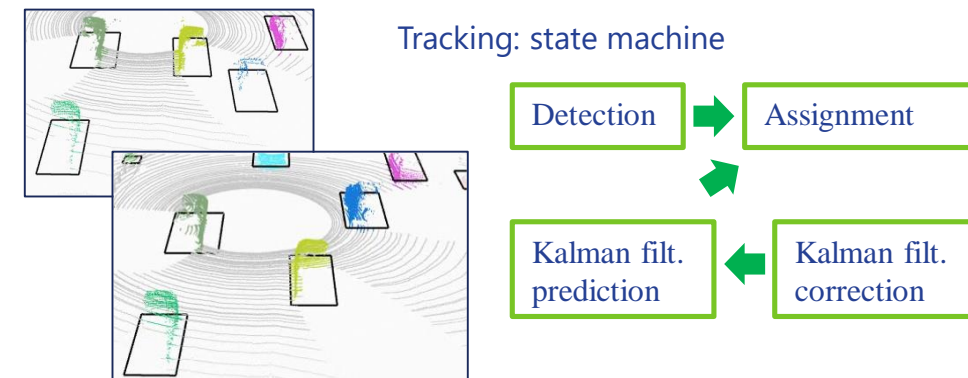 Tracking: state machine
Detection
Assignment
Kalman filt.
prediction
Kalman filt.
correction